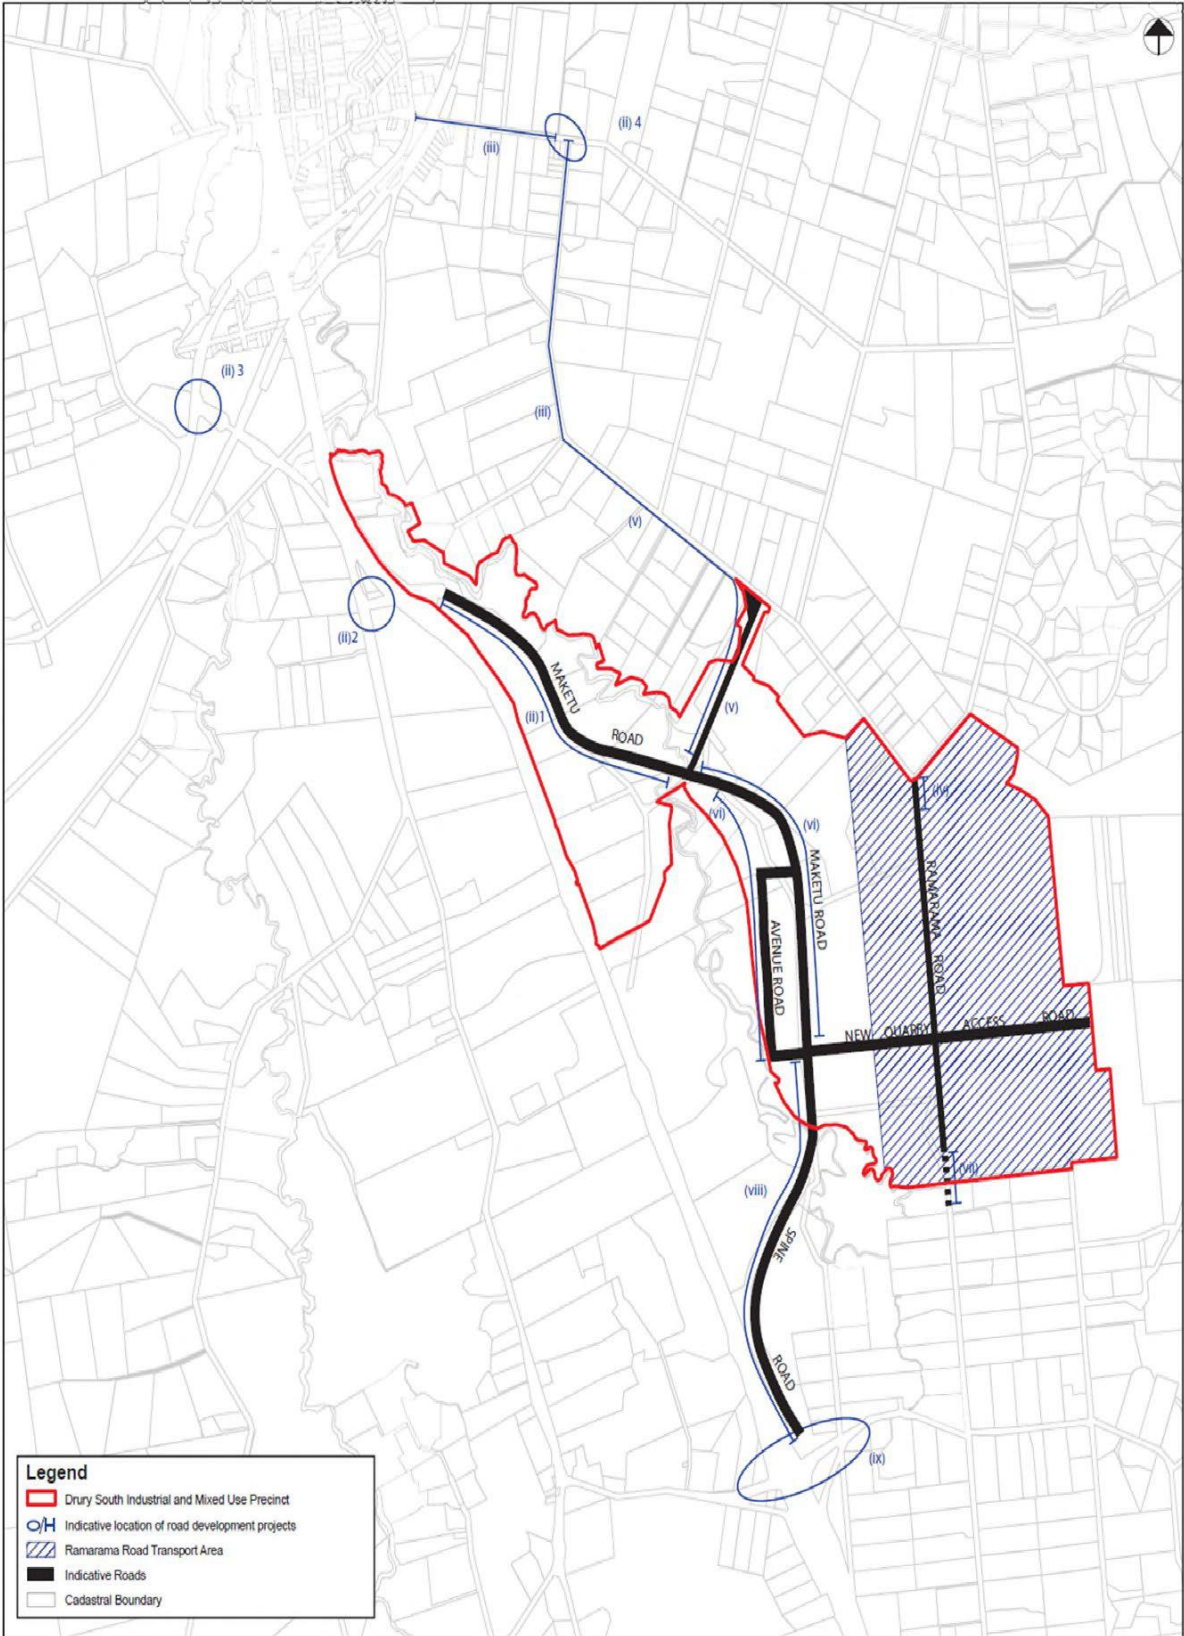 (ii) 4
(iii)
(ii) 3
(iii)
(v)
(ii)2
MAKETU
(ii)1
ROAD
(v)
(iv)
(vi)
(vi)
MAKETU ROAD
RAMARAMA ROAD
AVENUE ROAD
NEW QUARRY ACCESS ROAD
(vii)
(viii)
SPINE
ROAD
(ix)
Legend
Drury South Industrial and Mixed Use Precinct
O/H Indicative location of road development projects
Ramarama Road Transport Area
Indicative Roads
Cadastral Boundary